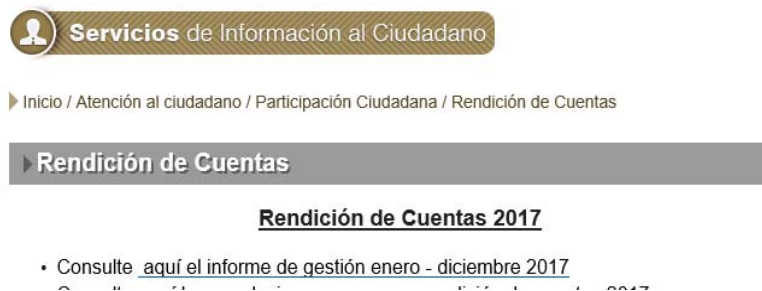 Servicios de Información al Ciudadano
Inicio / Atención al ciudadano / Participación Ciudadana / Rendición de Cuentas
Rendición de Cuentas
Rendición de Cuentas 2017
• Consulte aquí el informe de gestión enero - diciembre 2017